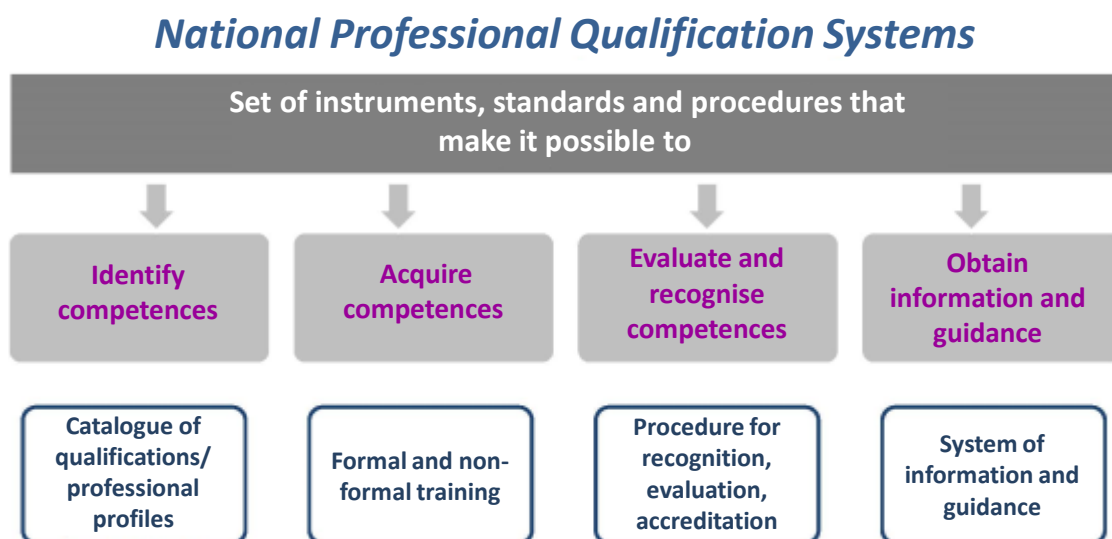 National Professional Qualification Systems
Set of instruments, standards and procedures that
make it possible to
Identify
competences
Acquire
competences
Evaluate and
recognise
competences
Obtain
information and
guidance
Catalogue of
qualifications/
professional
profiles
Formal and non-
formal training
Procedure for
recognition,
evaluation,
accreditation
System of
information and
guidance